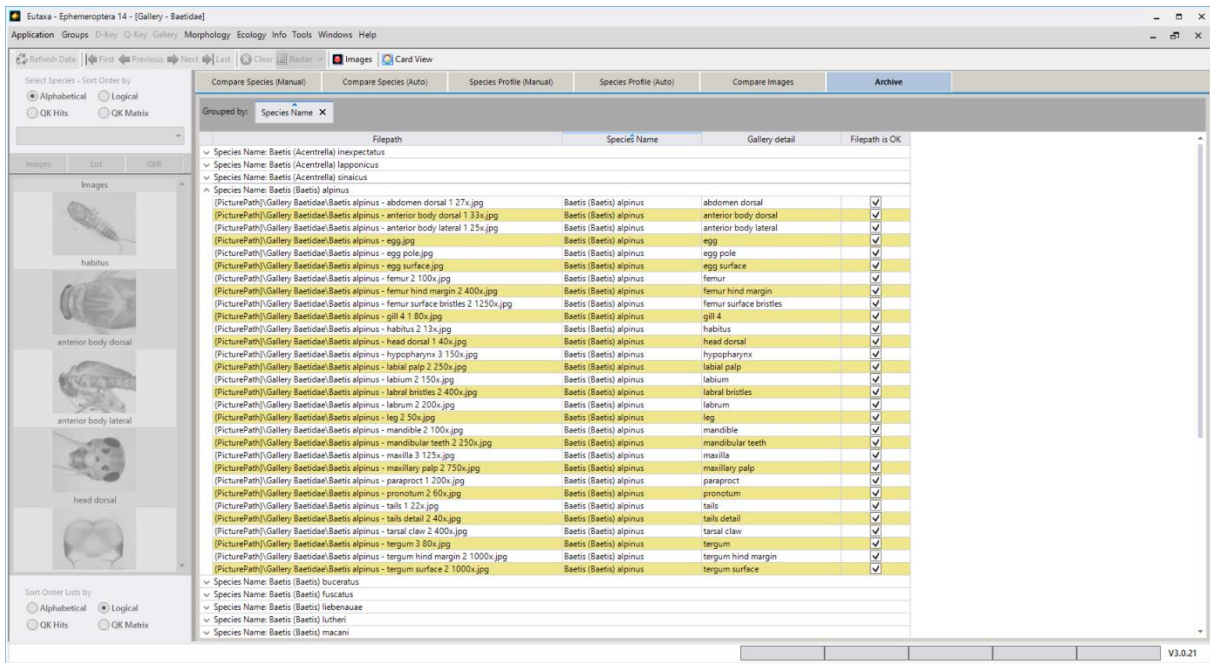 Eutaxa - Ephemeroptera 14 - [Gallery - Baetidae]
Application Groups D-Key Q-Key Gallery Morphology Ecology Info Tools Windows Help
Refresh Data First Previous Next Last Clear Raster Images Card View
Select Species - Sort Order by
Alphabetical Logical
QK Hits QK Matrix
Images List QKR
Images
habitus
anterior body dorsal
anterior body lateral
head dorsal
Sort Order Lists by
Alphabetical Logical
QK Hits QK Matrix
Compare Species (Manual) Compare Species (Auto) Species Profile (Manual) Species Profile (Auto) Compare Images Archive
Grouped by: Species Name X
Filepath Species Name Gallery detail Filepath is OK
Species Name: Baetis (Acentrella) inexpectatus
Species Name: Baetis (Acentrella) lapponicus
Species Name: Baetis (Acentrella) sinaicus
Species Name: Baetis (Baetis) alpinus
{PicturePath}\Gallery Baetidae\Baetis alpinus - abdomen dorsal 1 27x.jpg Baetis (Baetis) alpinus abdomen dorsal
{PicturePath}\Gallery Baetidae\Baetis alpinus - anterior body dorsal 1 33x.jpg Baetis (Baetis) alpinus anterior body dorsal
{PicturePath}\Gallery Baetidae\Baetis alpinus - anterior body lateral 1 25x.jpg Baetis (Baetis) alpinus anterior body lateral
{PicturePath}\Gallery Baetidae\Baetis alpinus - egg.jpg Baetis (Baetis) alpinus egg
{PicturePath}\Gallery Baetidae\Baetis alpinus - egg pole.jpg Baetis (Baetis) alpinus egg pole
{PicturePath}\Gallery Baetidae\Baetis alpinus - egg surface.jpg Baetis (Baetis) alpinus egg surface
{PicturePath}\Gallery Baetidae\Baetis alpinus - femur 2 100x.jpg Baetis (Baetis) alpinus femur
{PicturePath}\Gallery Baetidae\Baetis alpinus - femur hind margin 2 400x.jpg Baetis (Baetis) alpinus femur hind margin
{PicturePath}\Gallery Baetidae\Baetis alpinus - femur surface bristles 2 1250x.jpg Baetis (Baetis) alpinus femur surface bristles
{PicturePath}\Gallery Baetidae\Baetis alpinus - gill 4 1 80x.jpg Baetis (Baetis) alpinus gill 4
{PicturePath}\Gallery Baetidae\Baetis alpinus - habitus 2 13x.jpg Baetis (Baetis) alpinus habitus
{PicturePath}\Gallery Baetidae\Baetis alpinus - head dorsal 1 40x.jpg Baetis (Baetis) alpinus head dorsal
{PicturePath}\Gallery Baetidae\Baetis alpinus - hypopharynx 3 150x.jpg Baetis (Baetis) alpinus hypopharynx
{PicturePath}\Gallery Baetidae\Baetis alpinus - labial palp 2 250x.jpg Baetis (Baetis) alpinus labial palp
{PicturePath}\Gallery Baetidae\Baetis alpinus - labium 2 150x.jpg Baetis (Baetis) alpinus labium
{PicturePath}\Gallery Baetidae\Baetis alpinus - labral bristles 2 400x.jpg Baetis (Baetis) alpinus labral bristles
{PicturePath}\Gallery Baetidae\Baetis alpinus - labrum 2 200x.jpg Baetis (Baetis) alpinus labrum
{PicturePath}\Gallery Baetidae\Baetis alpinus - leg 2 50x.jpg Baetis (Baetis) alpinus leg
{PicturePath}\Gallery Baetidae\Baetis alpinus - mandible 2 100x.jpg Baetis (Baetis) alpinus mandible
{PicturePath}\Gallery Baetidae\Baetis alpinus - mandibular teeth 2 250x.jpg Baetis (Baetis) alpinus mandibular teeth
{PicturePath}\Gallery Baetidae\Baetis alpinus - maxilla 3 125x.jpg Baetis (Baetis) alpinus maxilla
{PicturePath}\Gallery Baetidae\Baetis alpinus - maxillary palp 2 750x.jpg Baetis (Baetis) alpinus maxillary palp
{PicturePath}\Gallery Baetidae\Baetis alpinus - paraproct 1 200x.jpg Baetis (Baetis) alpinus paraproct
{PicturePath}\Gallery Baetidae\Baetis alpinus - pronotum 2 60x.jpg Baetis (Baetis) alpinus pronotum
{PicturePath}\Gallery Baetidae\Baetis alpinus - tails 1 22x.jpg Baetis (Baetis) alpinus tails
{PicturePath}\Gallery Baetidae\Baetis alpinus - tails detail 2 40x.jpg Baetis (Baetis) alpinus tails detail
{PicturePath}\Gallery Baetidae\Baetis alpinus - tarsal claw 2 400x.jpg Baetis (Baetis) alpinus tarsal claw
{PicturePath}\Gallery Baetidae\Baetis alpinus - tergum 3 80x.jpg Baetis (Baetis) alpinus tergum
{PicturePath}\Gallery Baetidae\Baetis alpinus - tergum hind margin 2 1000x.jpg Baetis (Baetis) alpinus tergum hind margin
{PicturePath}\Gallery Baetidae\Baetis alpinus - tergum surface 2 1000x.jpg Baetis (Baetis) alpinus tergum surface
Species Name: Baetis (Baetis) buceratus
Species Name: Baetis (Baetis) fuscatus
Species Name: Baetis (Baetis) liebenauae
Species Name: Baetis (Baetis) lutheri
Species Name: Baetis (Baetis) macani
V3.0.21